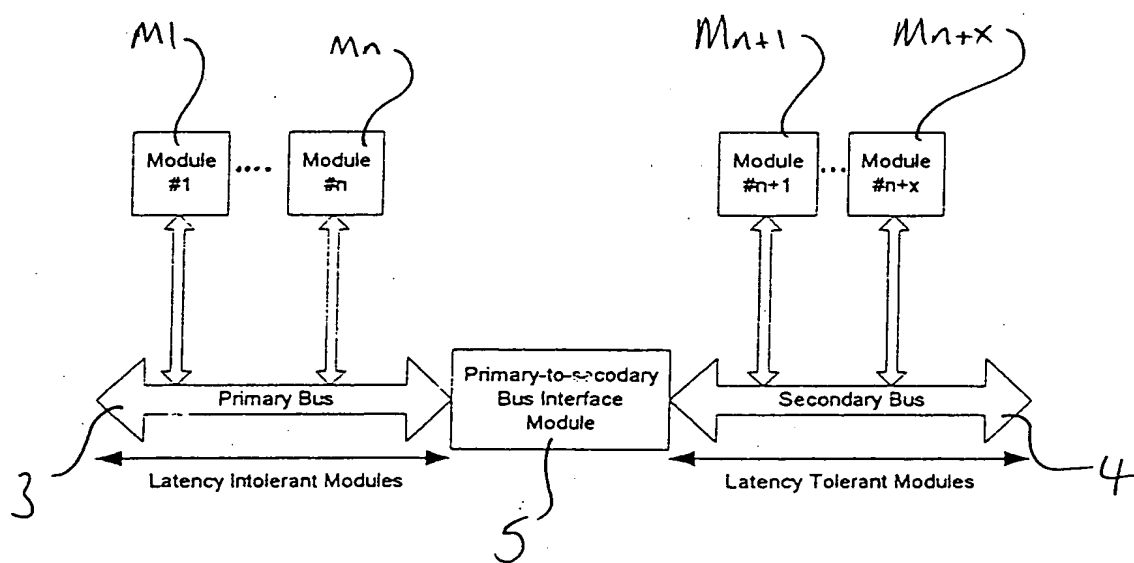 M1
Mn
Mn+1
Mn+x
Module
#1
....
Module
#n
Module
#n+1
...
Module
#n+x
Primary Bus
Primary-to-secodary
Bus Interface
Module
Secondary Bus
3
Latency Intolerant Modules
5
Latency Tolerant Modules
4